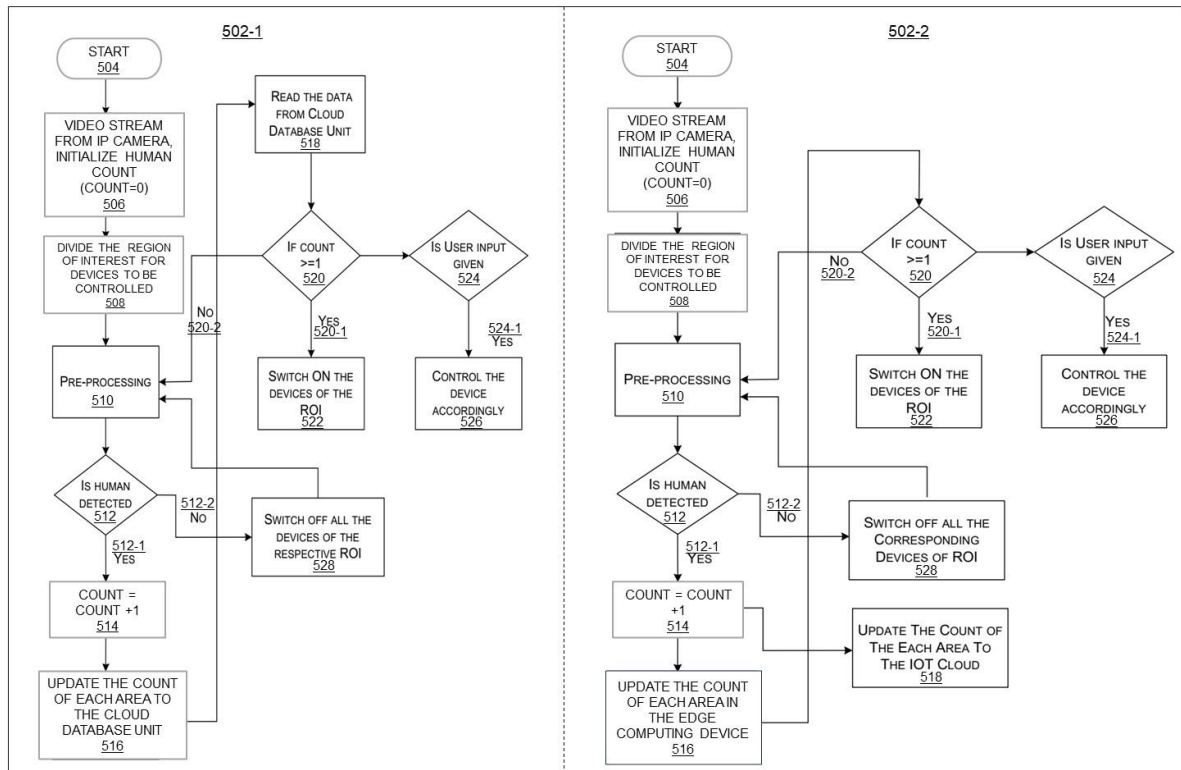 502-1
START
504
VIDEO STREAM
FROM IP CAMERA,
INITIALIZE HUMAN
COUNT
(COUNT=0)
506
DIVIDE THE REGION
OF INTEREST FOR
DEVICES TO BE
CONTROLLED
508
PRE-PROCESSING
510
IS HUMAN
DETECTED
512
512-2
NO
512-1
YES
COUNT =
COUNT +1
514
UPDATE THE COUNT
OF EACH AREA TO
THE CLOUD
DATABASE UNIT
516
READ THE DATA
FROM CLOUD
DATABASE UNIT
518
IF COUNT
>=1
520
NO
520-2
YES
520-1
SWITCH ON THE
DEVICES OF THE
ROI
522
IS USER INPUT
GIVEN
524
524-1
YES
CONTROL THE
DEVICE
ACCORDINGLY
526
SWITCH OFF ALL THE
DEVICES OF THE
RESPECTIVE ROI
528
502-2
START
504
VIDEO STREAM
FROM IP CAMERA,
INITIALIZE HUMAN
COUNT
(COUNT=0)
506
DIVIDE THE REGION
OF INTEREST FOR
DEVICES TO BE
CONTROLLED
508
PRE-PROCESSING
510
IS HUMAN
DETECTED
512
512-2
NO
512-1
YES
COUNT = COUNT
+1
514
UPDATE THE COUNT
OF EACH AREA IN
THE EDGE
COMPUTING DEVICE
516
IF COUNT
>=1
520
NO
520-2
YES
520-1
SWITCH ON THE
DEVICES OF THE
ROI
522
IS USER INPUT
GIVEN
524
YES
524-1
CONTROL THE
DEVICE
ACCORDINGLY
526
SWITCH OFF ALL THE
CORRESPONDING
DEVICES OF ROI
528
UPDATE THE COUNT OF
THE EACH AREA TO
THE IOT CLOUD
518